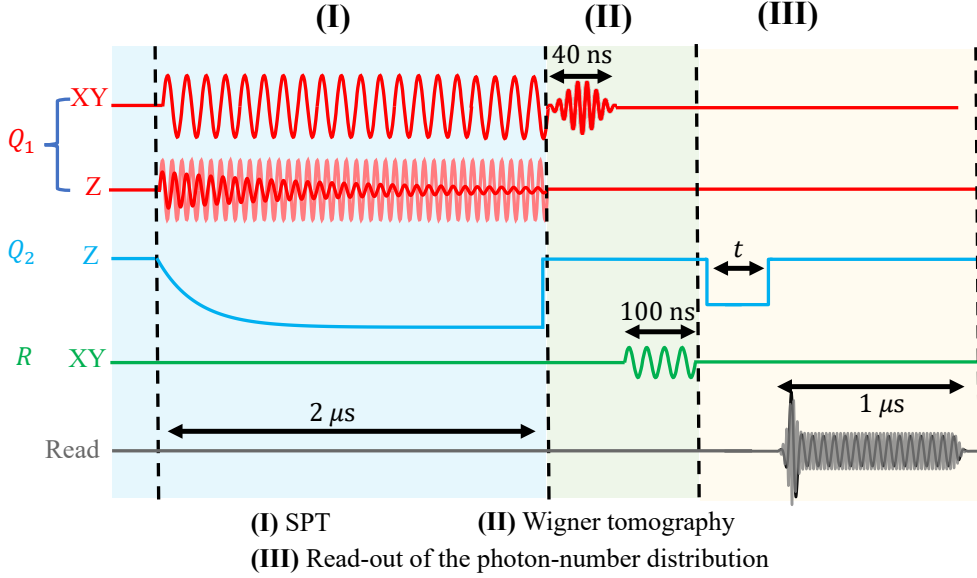 (I) (II) (III)
40 ns
XY
Q₁
Z
Q₂ Z
t
100 ns
R XY
2 μs
1 μs
Read
(I) SPT (II) Wigner tomography
(III) Read-out of the photon-number distribution